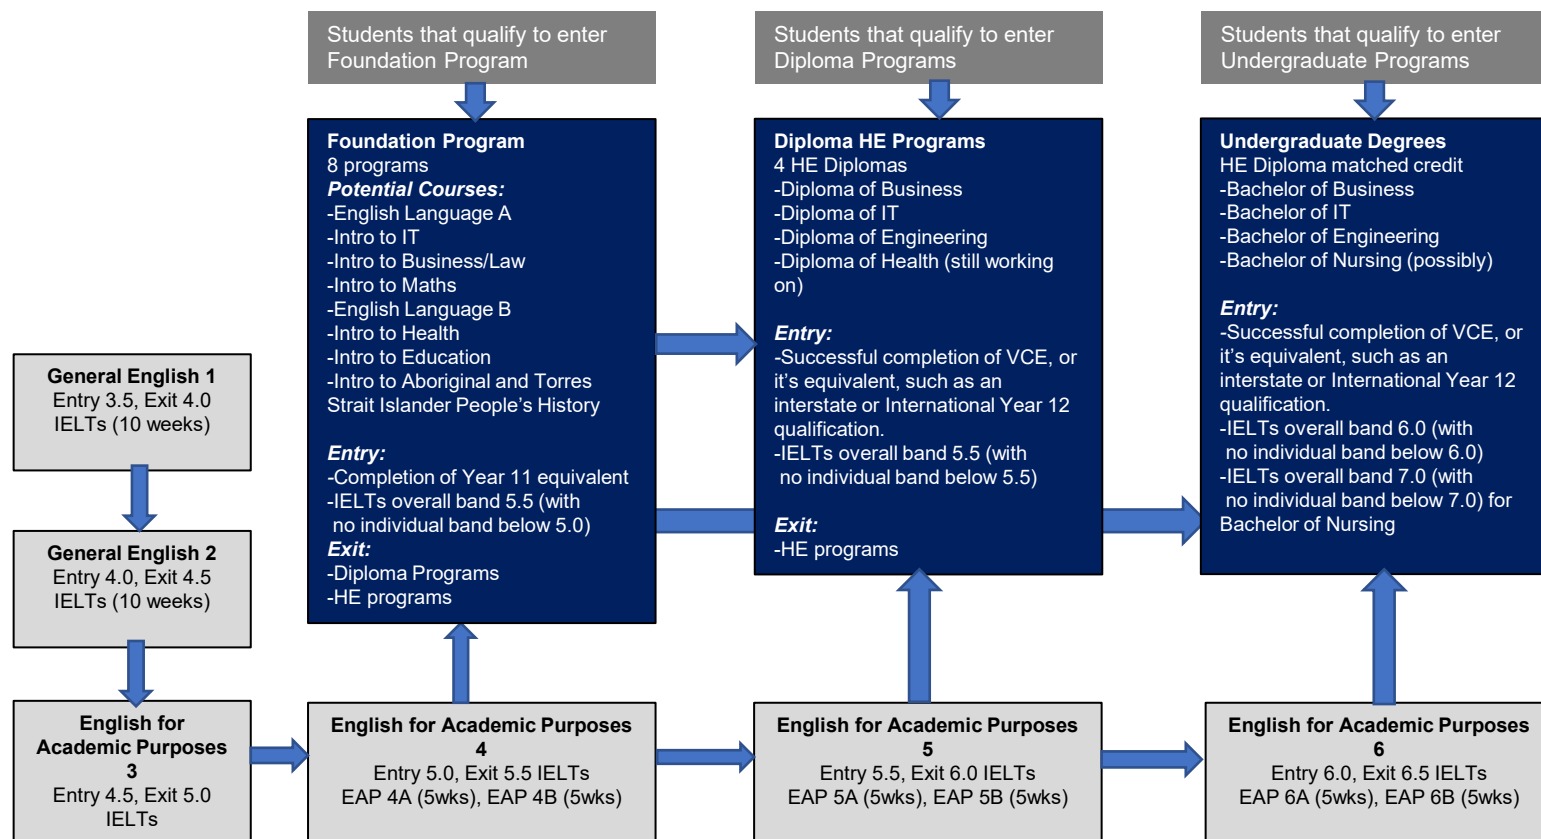 Students that qualify to enter
Foundation Program
Students that qualify to enter
Diploma Programs
Students that qualify to enter
Undergraduate Programs
Foundation Program
8 programs
Potential Courses:
-English Language A
-Intro to IT
-Intro to Business/Law
-Intro to Maths
-English Language B
-Intro to Health
-Intro to Education
-Intro to Aboriginal and Torres
Strait Islander People’s History
Entry:
-Completion of Year 11 equivalent
-IELTs overall band 5.5 (with
no individual band below 5.0)
Exit:
-Diploma Programs
-HE programs
Diploma HE Programs
4 HE Diplomas
-Diploma of Business
-Diploma of IT
-Diploma of Engineering
-Diploma of Health (still working
on)
Entry:
-Successful completion of VCE, or
it’s equivalent, such as an
interstate or International Year 12
qualification.
-IELTs overall band 5.5 (with
no individual band below 5.5)
Exit:
-HE programs
Undergraduate Degrees
HE Diploma matched credit
-Bachelor of Business
-Bachelor of IT
-Bachelor of Engineering
-Bachelor of Nursing (possibly)
Entry:
-Successful completion of VCE, or
it’s equivalent, such as an
interstate or International Year 12
qualification.
-IELTs overall band 6.0 (with
no individual band below 6.0)
-IELTs overall band 7.0 (with
no individual band below 7.0) for
Bachelor of Nursing
General English 1
Entry 3.5, Exit 4.0
IELTs (10 weeks)
General English 2
Entry 4.0, Exit 4.5
IELTs (10 weeks)
English for
Academic Purposes
3
Entry 4.5, Exit 5.0
IELTs
English for Academic Purposes
4
Entry 5.0, Exit 5.5 IELTs
EAP 4A (5wks), EAP 4B (5wks)
English for Academic Purposes
5
Entry 5.5, Exit 6.0 IELTs
EAP 5A (5wks), EAP 5B (5wks)
English for Academic Purposes
6
Entry 6.0, Exit 6.5 IELTs
EAP 6A (5wks), EAP 6B (5wks)